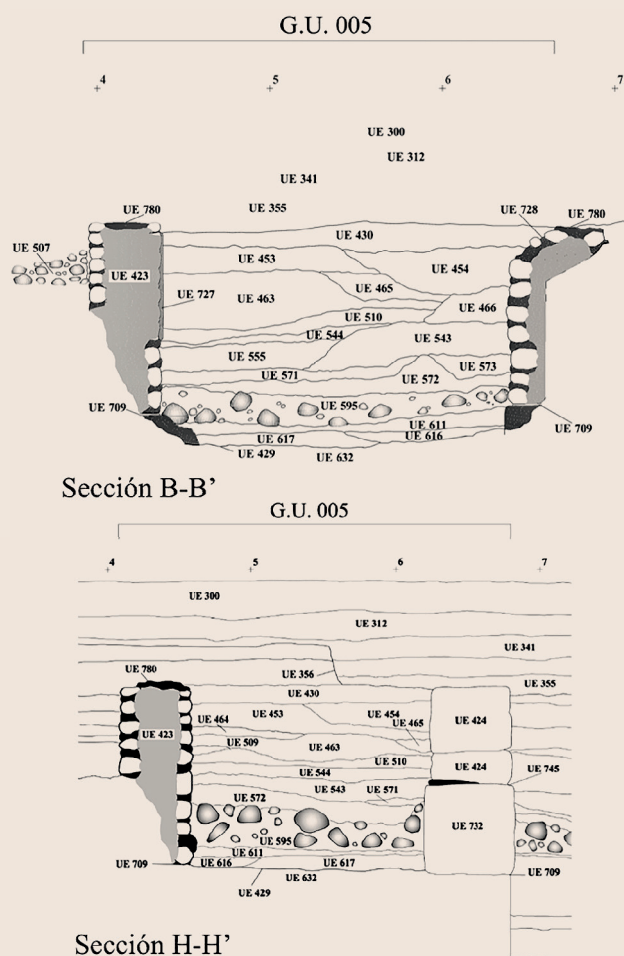 G.U. 005
4 5 6 7
UE 300
UE 312
UE 341
UE 780 UE 355 UE 728 UE 780
UE 507 UE 430
UE 453 UE 454
UE 423 UE 465
UE 727 UE 463 UE 466
UE 510
UE 544 UE 543
UE 555
UE 571 UE 572 UE 573
UE 709 UE 595
UE 611 UE 709
UE 617 UE 616
UE 429 UE 632
Sección B-B’
G.U. 005
4 5 6 7
UE 300
UE 312
UE 341
UE 780 UE 356 UE 355
UE 430
UE 453 UE 454
UE 464 UE 465 UE 424
UE 423
UE 509 UE 463 UE 510
UE 424 UE 745
UE 544
UE 543 UE 571
UE 572
UE 732
UE 595
UE 611
UE 709 UE 616 UE 617 UE 709
UE 632
UE 429
Sección H-H’